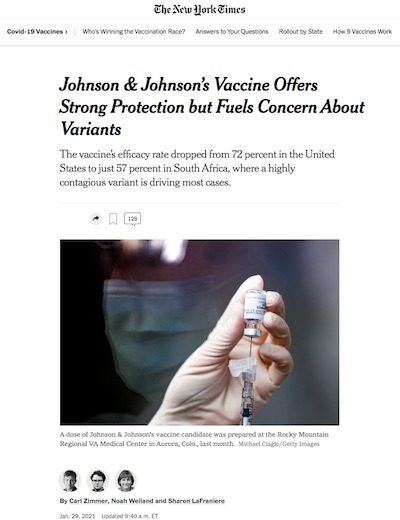 The New York Times
Covid-19 Vaccines › Who's Winning the Vaccination Race? Answers to Your Questions Rollout by State How 9 Vaccines Work
Johnson & Johnson's Vaccine Offers
Strong Protection but Fuels Concern About
Variants
The vaccine's efficacy rate dropped from 72 percent in the United
States to just 57 percent in South Africa, where a highly
contagious variant is driving most cases.
128
A dose of Johnson & Johnson's vaccine candidate was prepared at the Rocky Mountain
Regional VA Medical Center in Aurora, Colo., last month. Michael Ciaglo/Getty Images
By Carl Zimmer, Noah Weiland and Sharon LaFraniere
Jan. 29, 2021 Updated 9:40 a.m. ET